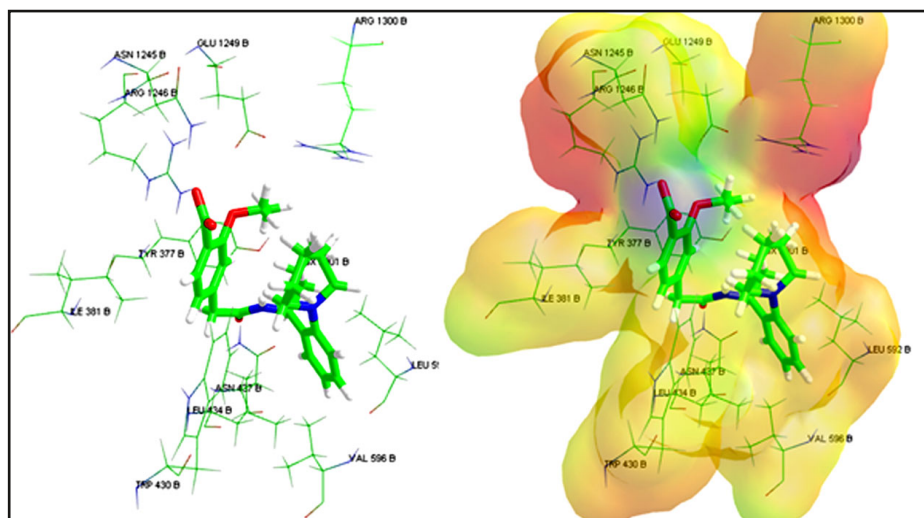 ARG 1300 B
ASN 1245 B
GLU 1249 B
ARG 1246 B
TYR 377 B
ILE 381 B
ASN 437 B
LEU 434 B
VAL 596 B
TRP 430 B
ARG 1300 B
GLU 1249 B
ASN 1245 B
ARG 1246 B
TYR 377 B
ILE 381 B
LEU 592 B
ASN 437 B
LEU 434 B
VAL 596 B
TRP 430 B